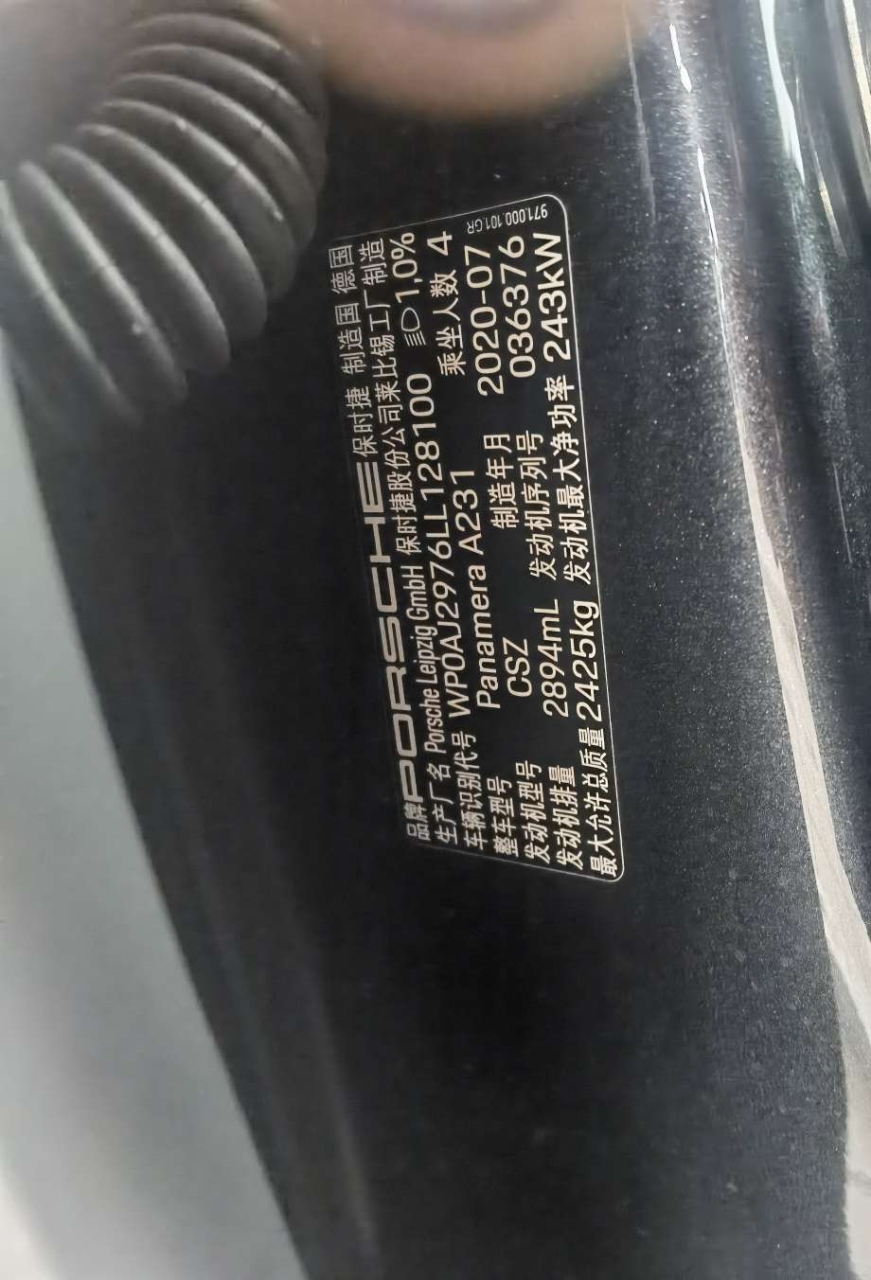 971.000.101.GR
品牌 PORSCHE 保时捷 制造国 德国
生产厂名 Porsche Leipzig GmbH 保时捷股份公司莱比锡工厂制造
车辆识别代号 WP0AJ2976LL128100 1,0%
整车型号 Panamera A231 乘坐人数 4
发动机型号 CSZ 制造年月 2020-07
发动机排量 2894mL 发动机序列号 036376
最大允许总质量 2425kg 发动机最大净功率 243kW